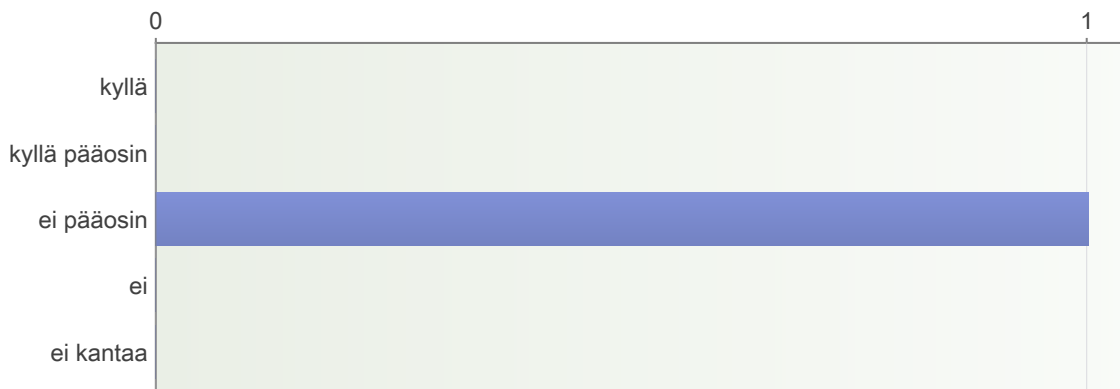 0 1
kyllä
kyllä pääosin
ei pääosin
ei
ei kantaa